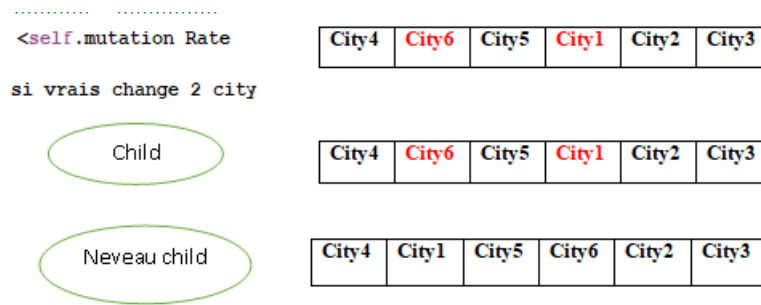 <self.mutation Rate
City4 City6 City5 City1 City2 City3
si vrais change 2 city
Child
City4 City6 City5 City1 City2 City3
Neveau child
City4 City1 City5 City6 City2 City3